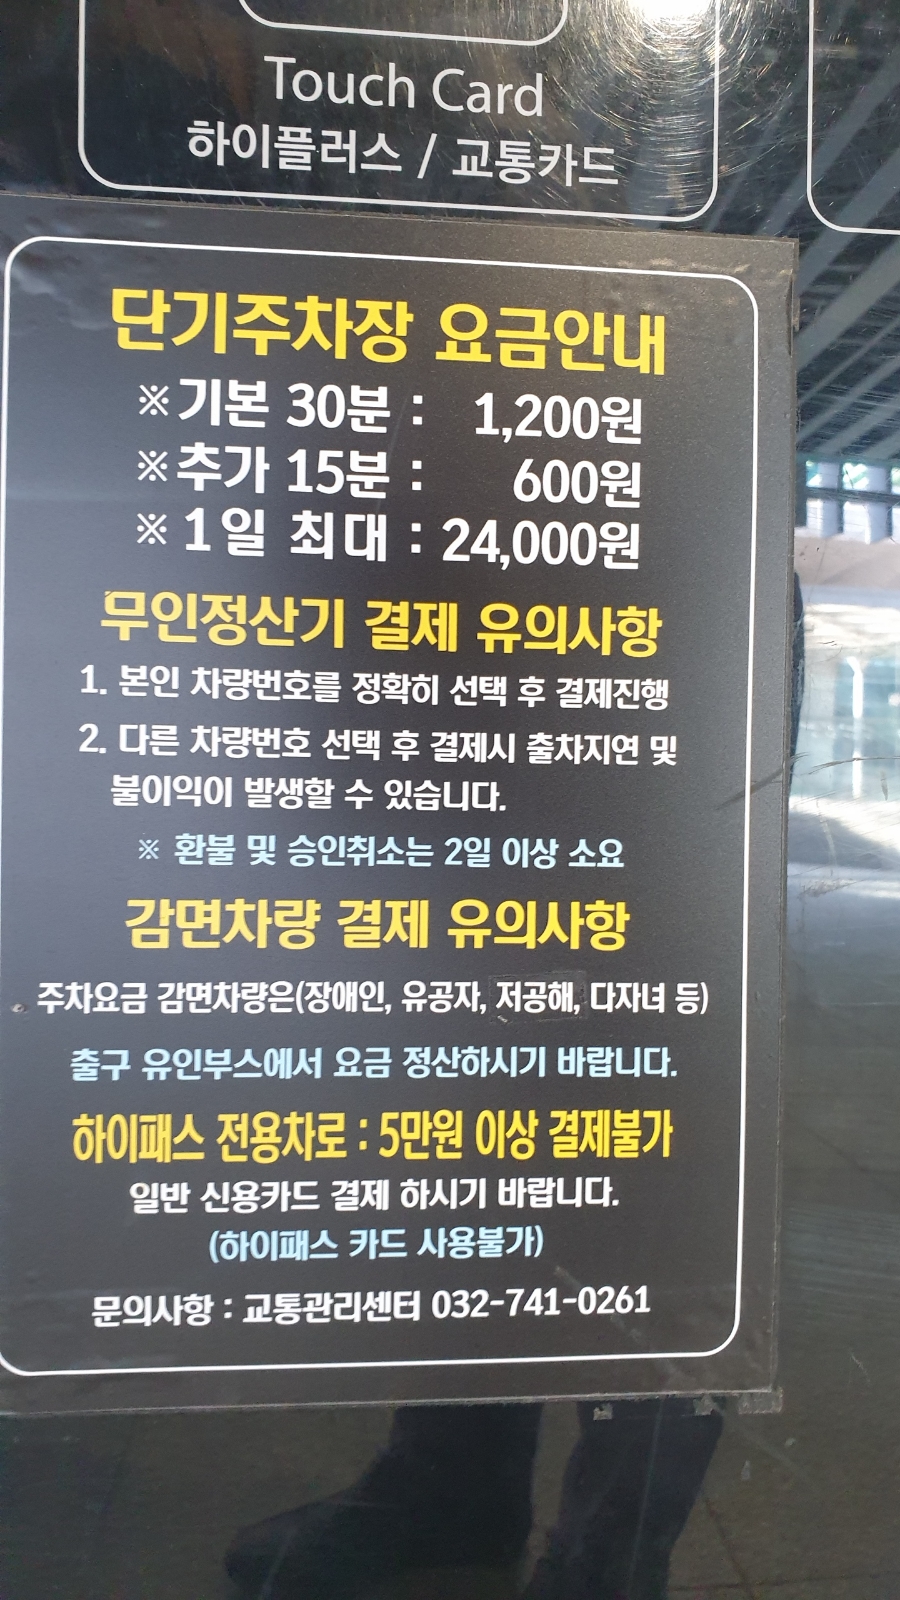 Touch Card
하이플러스 / 교통카드
단기주차장 요금안내
※기본 30분 : 1,200원
※추가 15분 : 600원
※1일 최대 : 24,000원
무인정산기 결제 유의사항
1. 본인 차량번호를 정확히 선택 후 결제진행
2. 다른 차량번호 선택 후 결제시 출차지연 및
불이익이 발생할 수 있습니다.
※ 환불 및 승인취소는 2일 이상 소요
감면차량 결제 유의사항
주차요금 감면차량은(장애인, 유공자, 저공해, 다자녀 등)
출구 유인부스에서 요금 정산하시기 바랍니다.
하이패스 전용차로 : 5만원 이상 결제불가
일반 신용카드 결제 하시기 바랍니다.
(하이패스 카드 사용불가)
문의사항 : 교통관리센터 032-741-0261